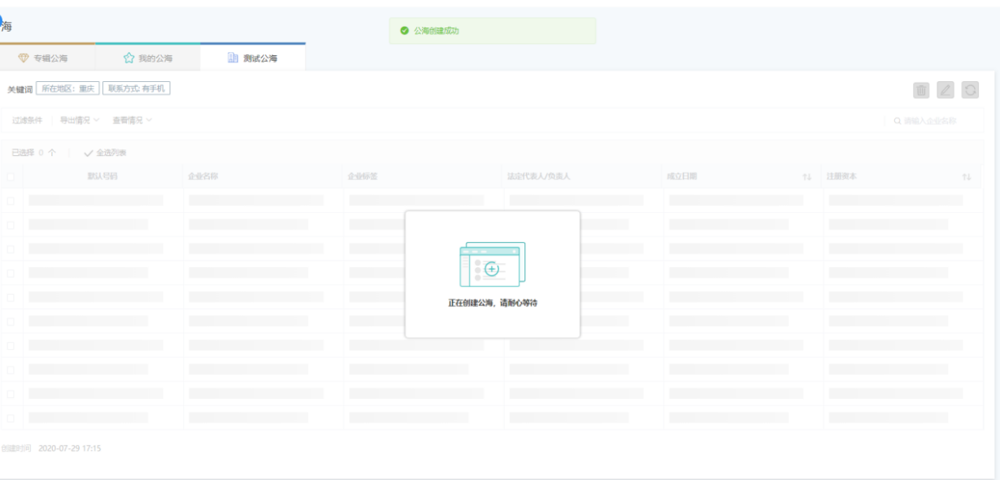 海
公海创建成功
专辑公海 我的公海 测试公海
关键词 所在地区：重庆 联系方式: 有手机
过滤条件 导出情况 查看情况 请输入企业名称
已选择 0 个 全选列表
默认号码 企业名称 企业标签 法定代表人/负责人 成立日期 注册资本
正在创建公海，请耐心等待
创建时间 2020-07-29 17:15